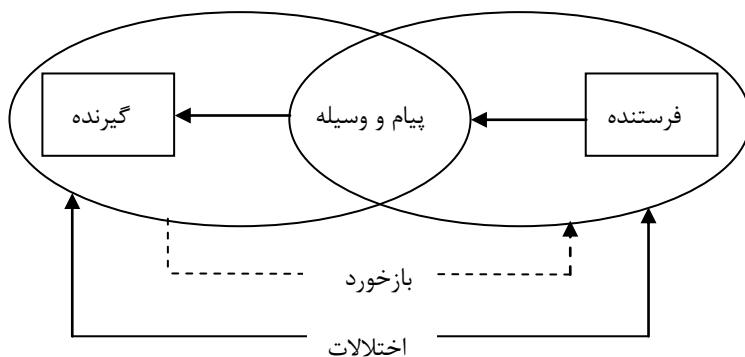 فرستنده
پیام و وسیله
گیرنده
بازخورد
اختلالات